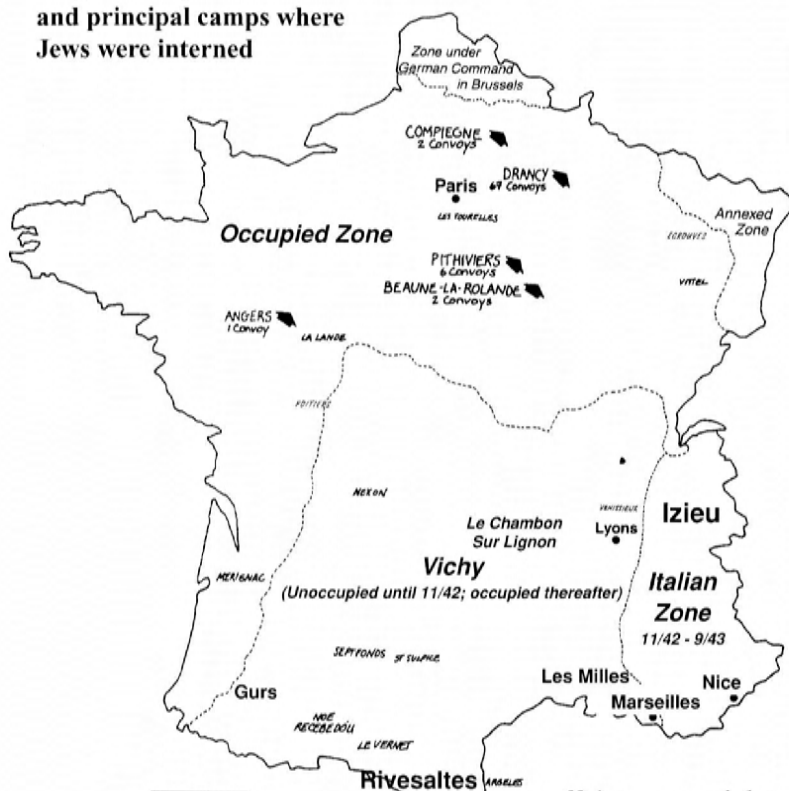 and principal camps where
Jews were interned
Zone under
German Command
in Brussels
COMPIEGNE
2 Convoys
DRANCY
67 Convoys
Paris
LES TOURELLES
Annexed
Zone
Occupied Zone
ECROUVES
PITHIVIERS
6 Convoys
VITTEL
BEAUNE-LA-ROLANDE
2 Convoys
ANGERS
1 Convoy
LA LANDE
POITIERS
NEXON
VENISSIEUX
Izieu
Le Chambon
Sur Lignon
Lyons
Vichy
(Unoccupied until 11/42; occupied thereafter)
Italian
Zone
11/42 - 9/43
MERIGNAC
SEPTFONDS ST SULPICE
Les Milles
Nice
Gurs
Marseilles
NOE
RECEBEDOU
LE VERNET
Rivesaltes
ARGELES